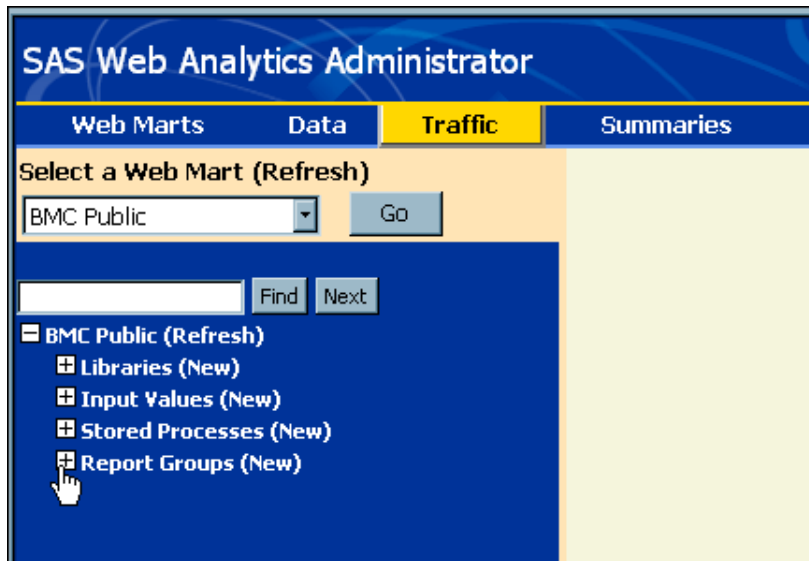 SAS Web Analytics Administrator
Web Marts Data Traffic Summaries
Select a Web Mart (Refresh)
BMC Public Go
Find Next
BMC Public (Refresh)
Libraries (New)
Input Values (New)
Stored Processes (New)
Report Groups (New)